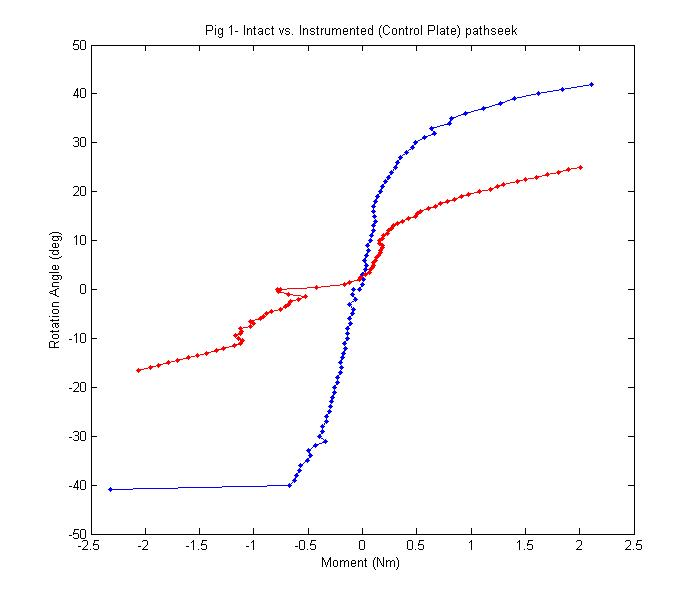 Pig 1- Intact vs. Instrumented (Control Plate) pathseek
50
40
30
20
10
0
-10
-20
-30
-40
-50
Rotation Angle (deg)
-2.5 -2 -1.5 -1 -0.5 0 0.5 1 1.5 2 2.5
Moment (Nm)